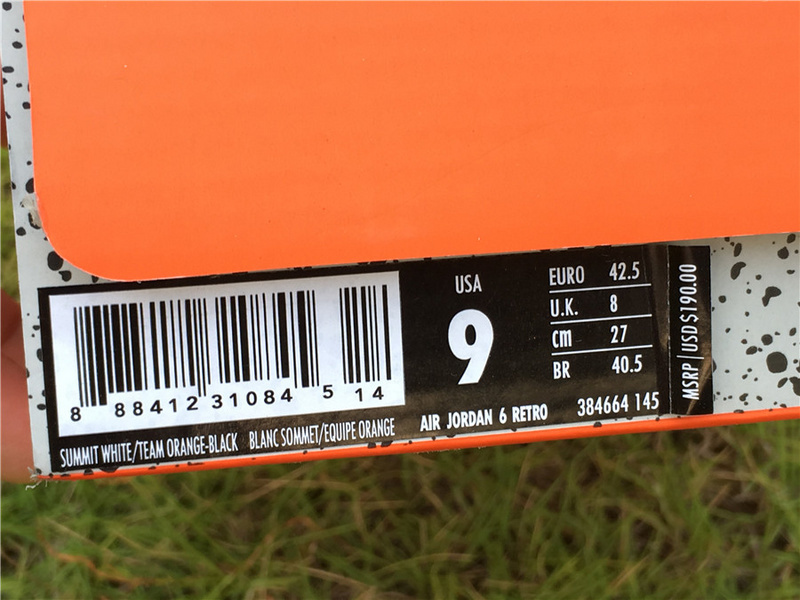 8 88412 31084 5 14
SUMMIT WHITE/TEAM ORANGE-BLACK BLANC SOMMET/EQUIPE ORANGE
USA
9
EURO 42.5
U.K. 8
cm 27
BR 40.5
AIR JORDAN 6 RETRO 384664 145
MSRP | USD $190.00